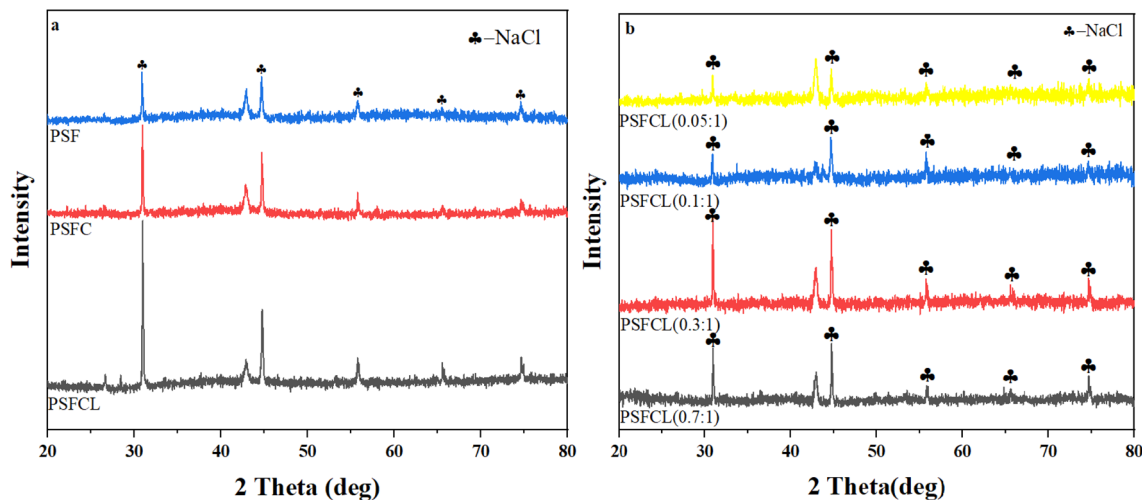 a
♣–NaCl
♣ ♣ ♣ ♣ ♣
PSF
PSFC
PSFCL
Intensity
20 30 40 50 60 70 80
2 Theta (deg)
b
♣–NaCl
♣ ♣ ♣ ♣ ♣
PSFCL(0.05:1)
♣ ♣ ♣ ♣ ♣
PSFCL(0.1:1)
♣ ♣ ♣ ♣ ♣
PSFCL(0.3:1)
♣ ♣ ♣ ♣ ♣
PSFCL(0.7:1)
Intensity
20 30 40 50 60 70 80
2 Theta(deg)